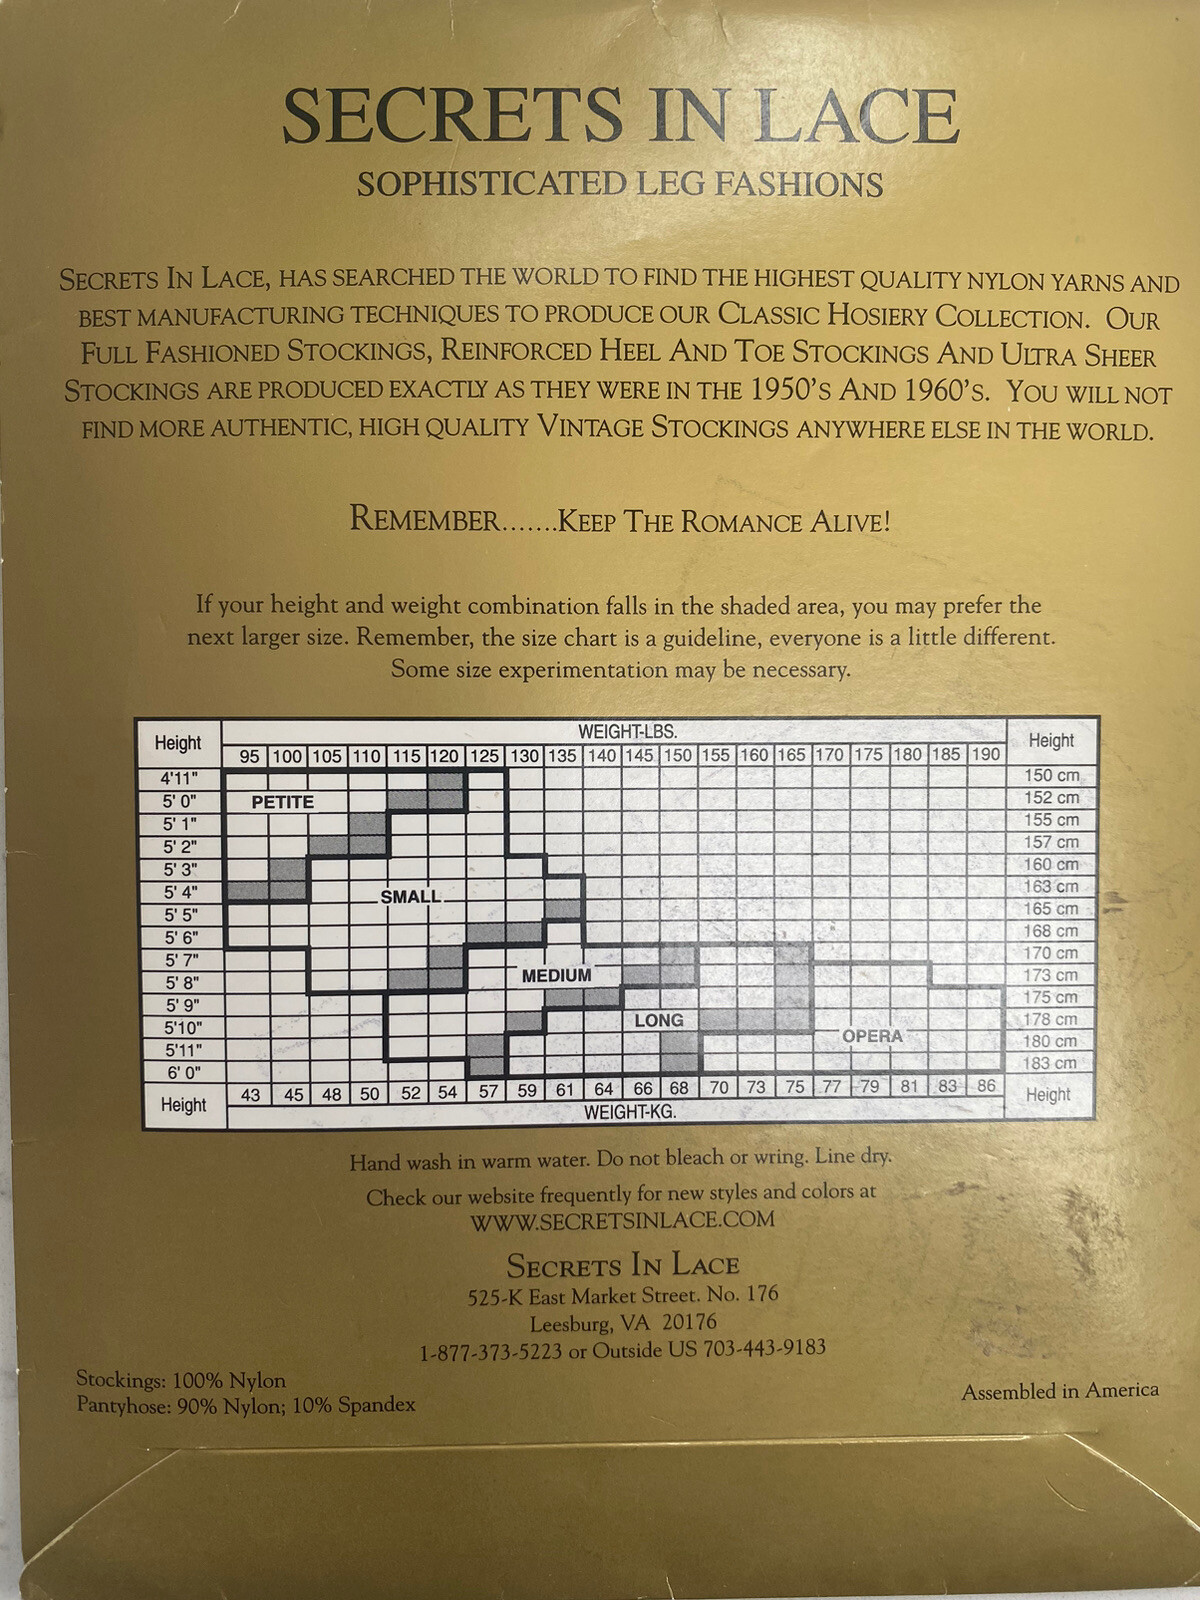 SECRETS IN LACE
SOPHISTICATED LEG FASHIONS
SECRETS IN LACE, HAS SEARCHED THE WORLD TO FIND THE HIGHEST QUALITY NYLON YARNS AND
BEST MANUFACTURING TECHNIQUES TO PRODUCE OUR CLASSIC HOSIERY COLLECTION. OUR
FULL FASHIONED STOCKINGS, REINFORCED HEEL AND TOE STOCKINGS AND ULTRA SHEER
STOCKINGS ARE PRODUCED EXACTLY AS THEY WERE IN THE 1950'S AND 1960'S. YOU WILL NOT
FIND MORE AUTHENTIC, HIGH QUALITY VINTAGE STOCKINGS ANYWHERE ELSE IN THE WORLD.
REMEMBER.......KEEP THE ROMANCE ALIVE!
If your height and weight combination falls in the shaded area, you may prefer the
next larger size. Remember, the size chart is a guideline, everyone is a little different.
Some size experimentation may be necessary.
Height WEIGHT-LBS. Height
95 100 105 110 115 120 125 130 135 140 145 150 155 160 165 170 175 180 185 190
4'11" 150 cm
5' 0" PETITE 152 cm
5' 1" 155 cm
5' 2" 157 cm
5' 3" 160 cm
5' 4" SMALL 163 cm
5' 5" 165 cm
5' 6" 168 cm
5' 7" 170 cm
5' 8" MEDIUM 173 cm
5' 9" 175 cm
5'10" LONG 178 cm
5'11" OPERA 180 cm
6' 0" 183 cm
43 45 48 50 52 54 57 59 61 64 66 68 70 73 75 77 79 81 83 86
Height WEIGHT-KG. Height
Hand wash in warm water. Do not bleach or wring. Line dry.
Check our website frequently for new styles and colors at
WWW.SECRETSINLACE.COM
SECRETS IN LACE
525-K East Market Street. No. 176
Leesburg, VA 20176
1-877-373-5223 or Outside US 703-443-9183
Stockings: 100% Nylon
Pantyhose: 90% Nylon; 10% Spandex
Assembled in America